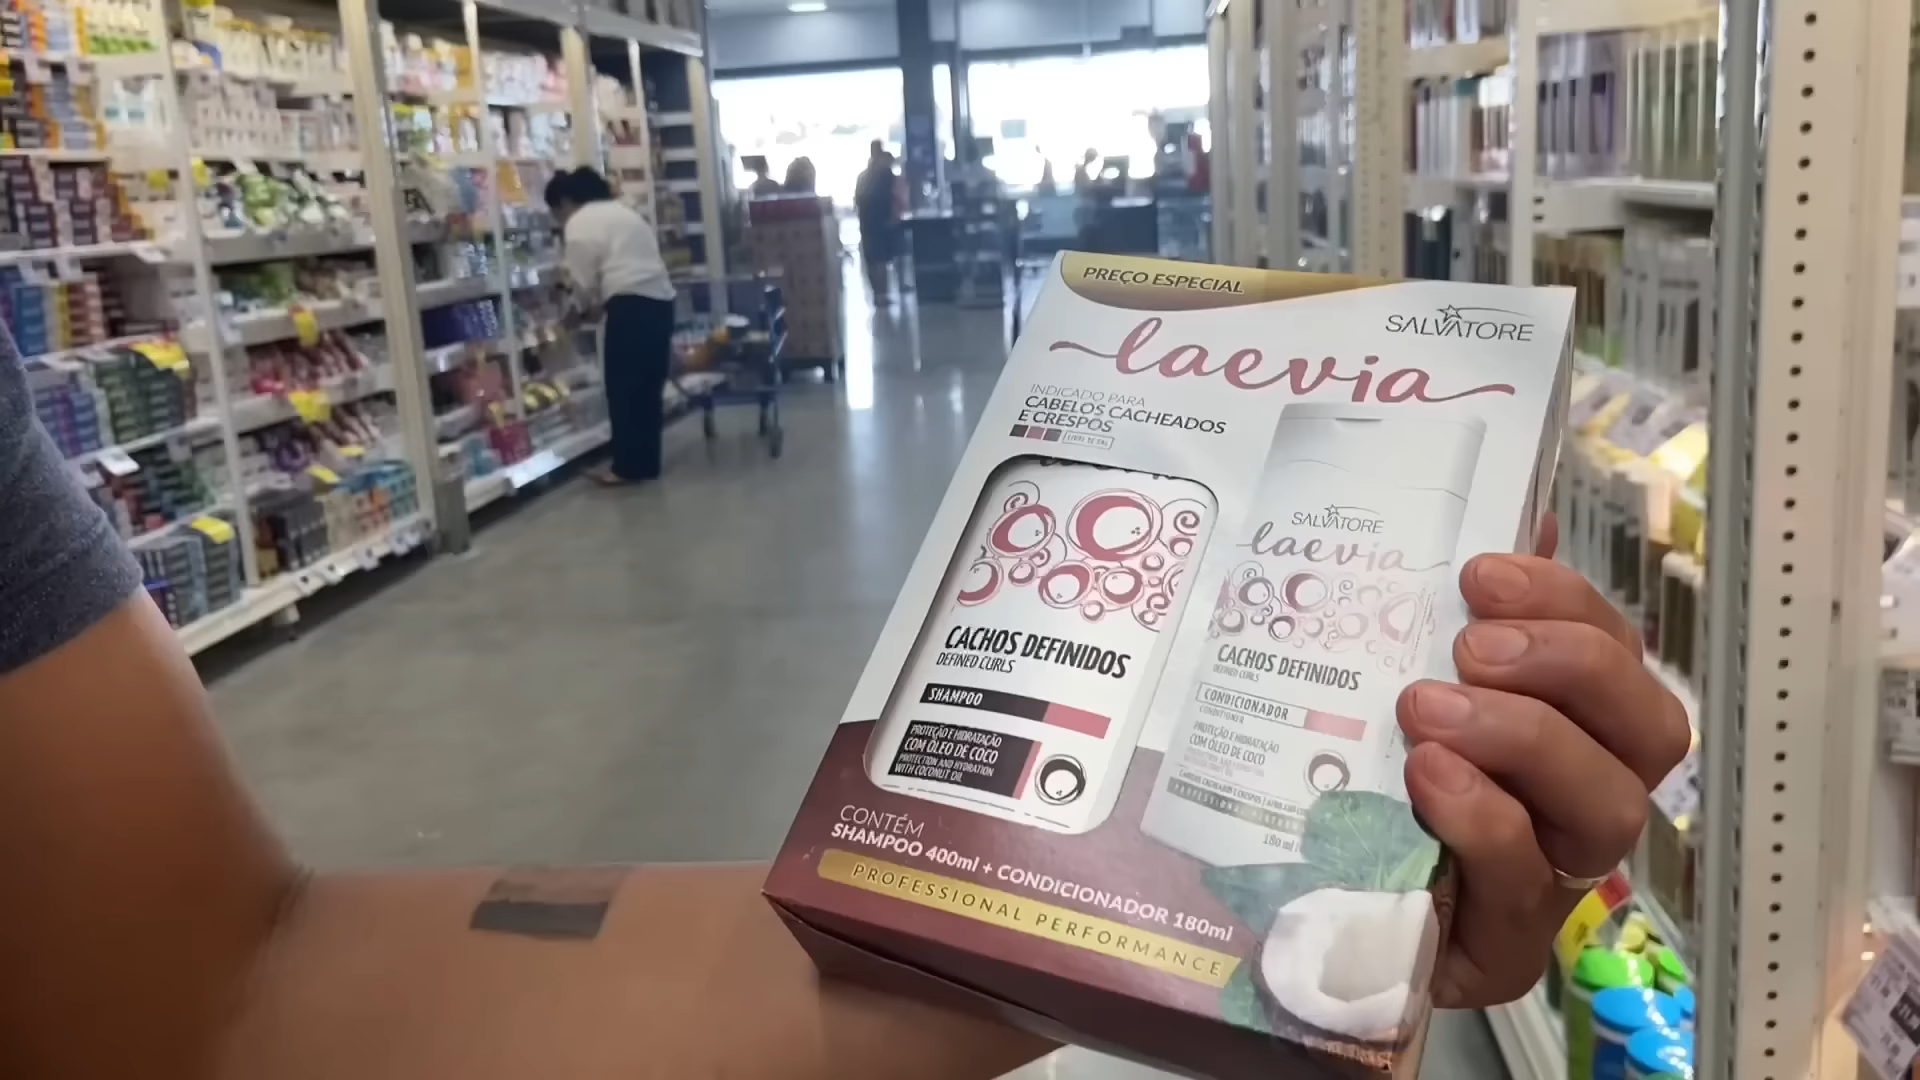 PREÇO ESPECIAL
SALVATORE
laevia
INDICADO PARA
CABELOS CACHEADOS
E CRESPOS
CACHOS DEFINIDOS
DEFINED CURLS
SHAMPOO
PROTEÇÃO E HIDRATAÇÃO
COM ÓLEO DE COCO
PROTECTION AND HYDRATION
WITH COCONUT OIL
SALVATORE
laevia
CACHOS DEFINIDOS
DEFINED CURLS
CONDICIONADOR
CONDITIONER
PROTEÇÃO E HIDRATAÇÃO
COM ÓLEO DE COCO
180 ml
CONTÉM
SHAMPOO 400ml + CONDICIONADOR 180ml
PROFESSIONAL PERFORMANCE